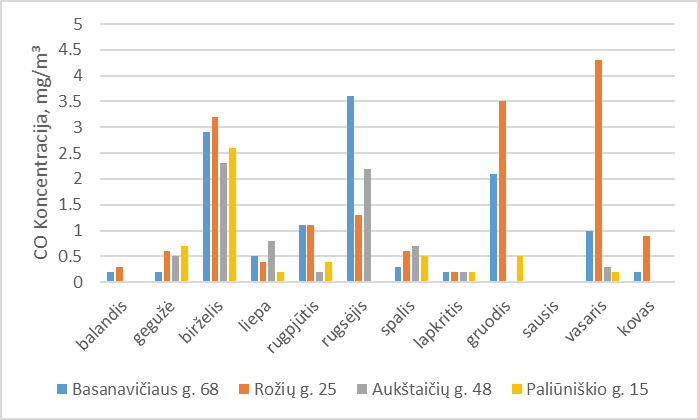 CO Koncentracija, mg/m³
5
4.5
4
3.5
3
2.5
2
1.5
1
0.5
0
balandis
gegužė
birželis
liepa
rugpjūtis
rugsėjis
spalis
lapkritis
gruodis
sausis
vasaris
kovas
Basanavičiaus g. 68 Rožių g. 25 Aukštaičių g. 48 Paliūniškio g. 15